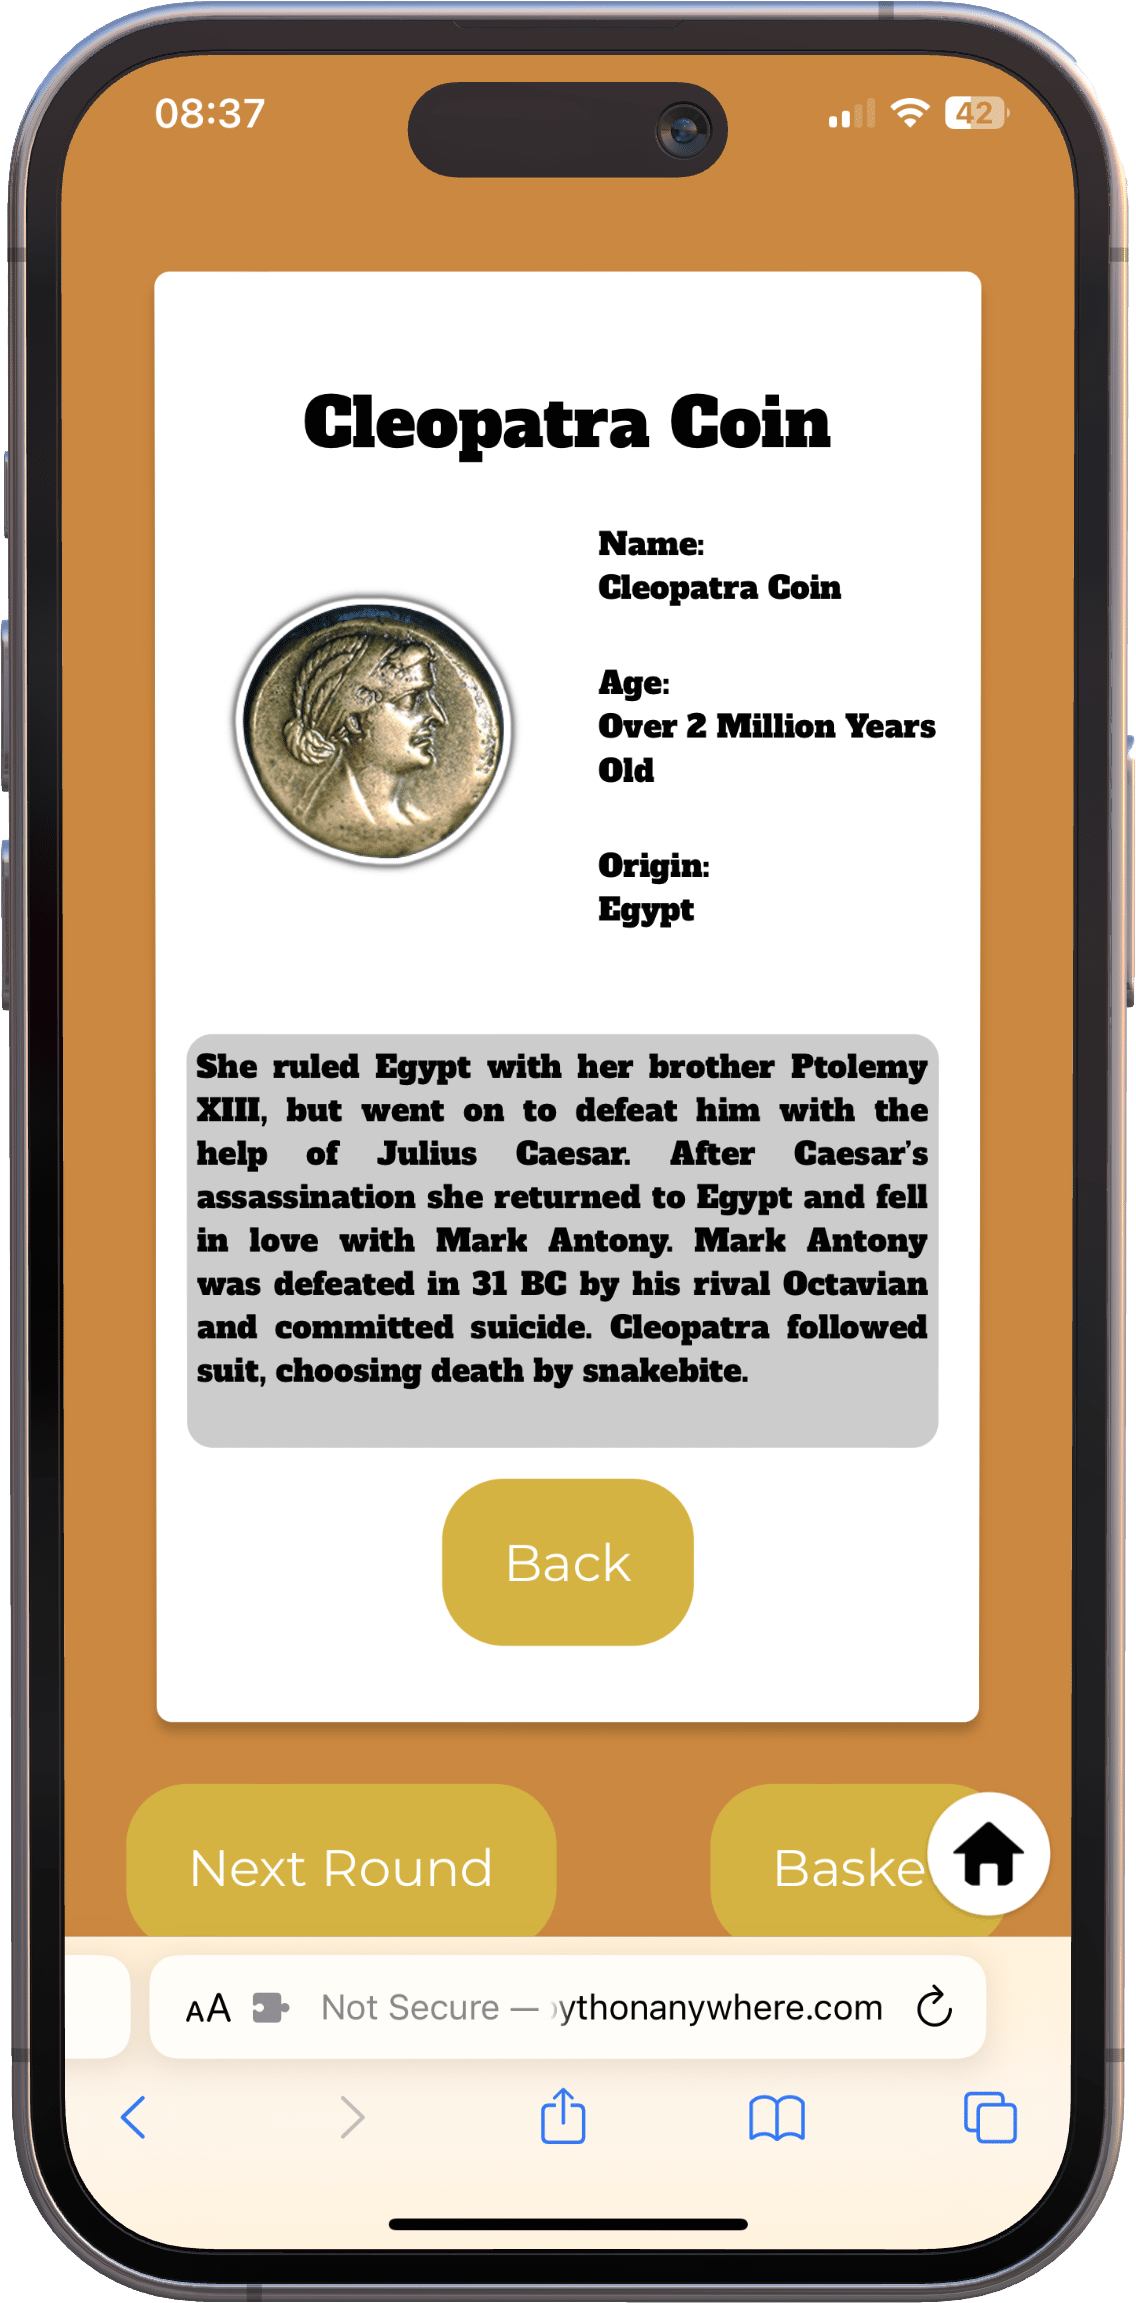 08:37
42
Cleopatra Coin
Name:
Cleopatra Coin
Age:
Over 2 Million Years
Old
Origin:
Egypt
She ruled Egypt with her brother Ptolemy
XIII, but went on to defeat him with the
help of Julius Caesar. After Caesar's
assassination she returned to Egypt and fell
in love with Mark Antony. Mark Antony
was defeated in 31 BC by his rival Octavian
and committed suicide. Cleopatra followed
suit, choosing death by snakebite.
Back
Next Round
Baske
AA Not Secure — ythonanywhere.com